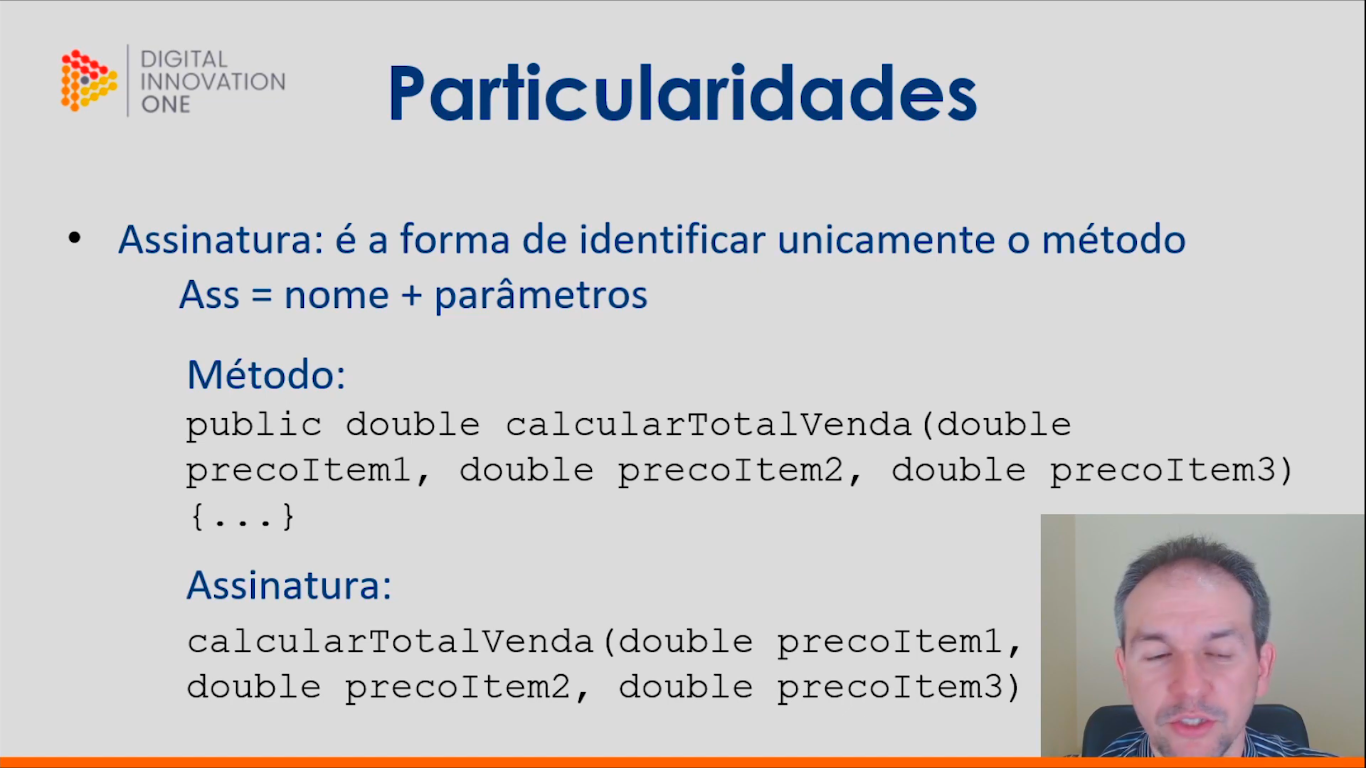 DIGITAL
INNOVATION
ONE
Particularidades
• Assinatura: é a forma de identificar unicamente o método
Ass = nome + parâmetros
Método:
public double calcularTotalVenda(double
precoItem1, double precoItem2, double precoItem3)
{...}
Assinatura:
calcularTotalVenda(double precoItem1,
double precoItem2, double precoItem3)